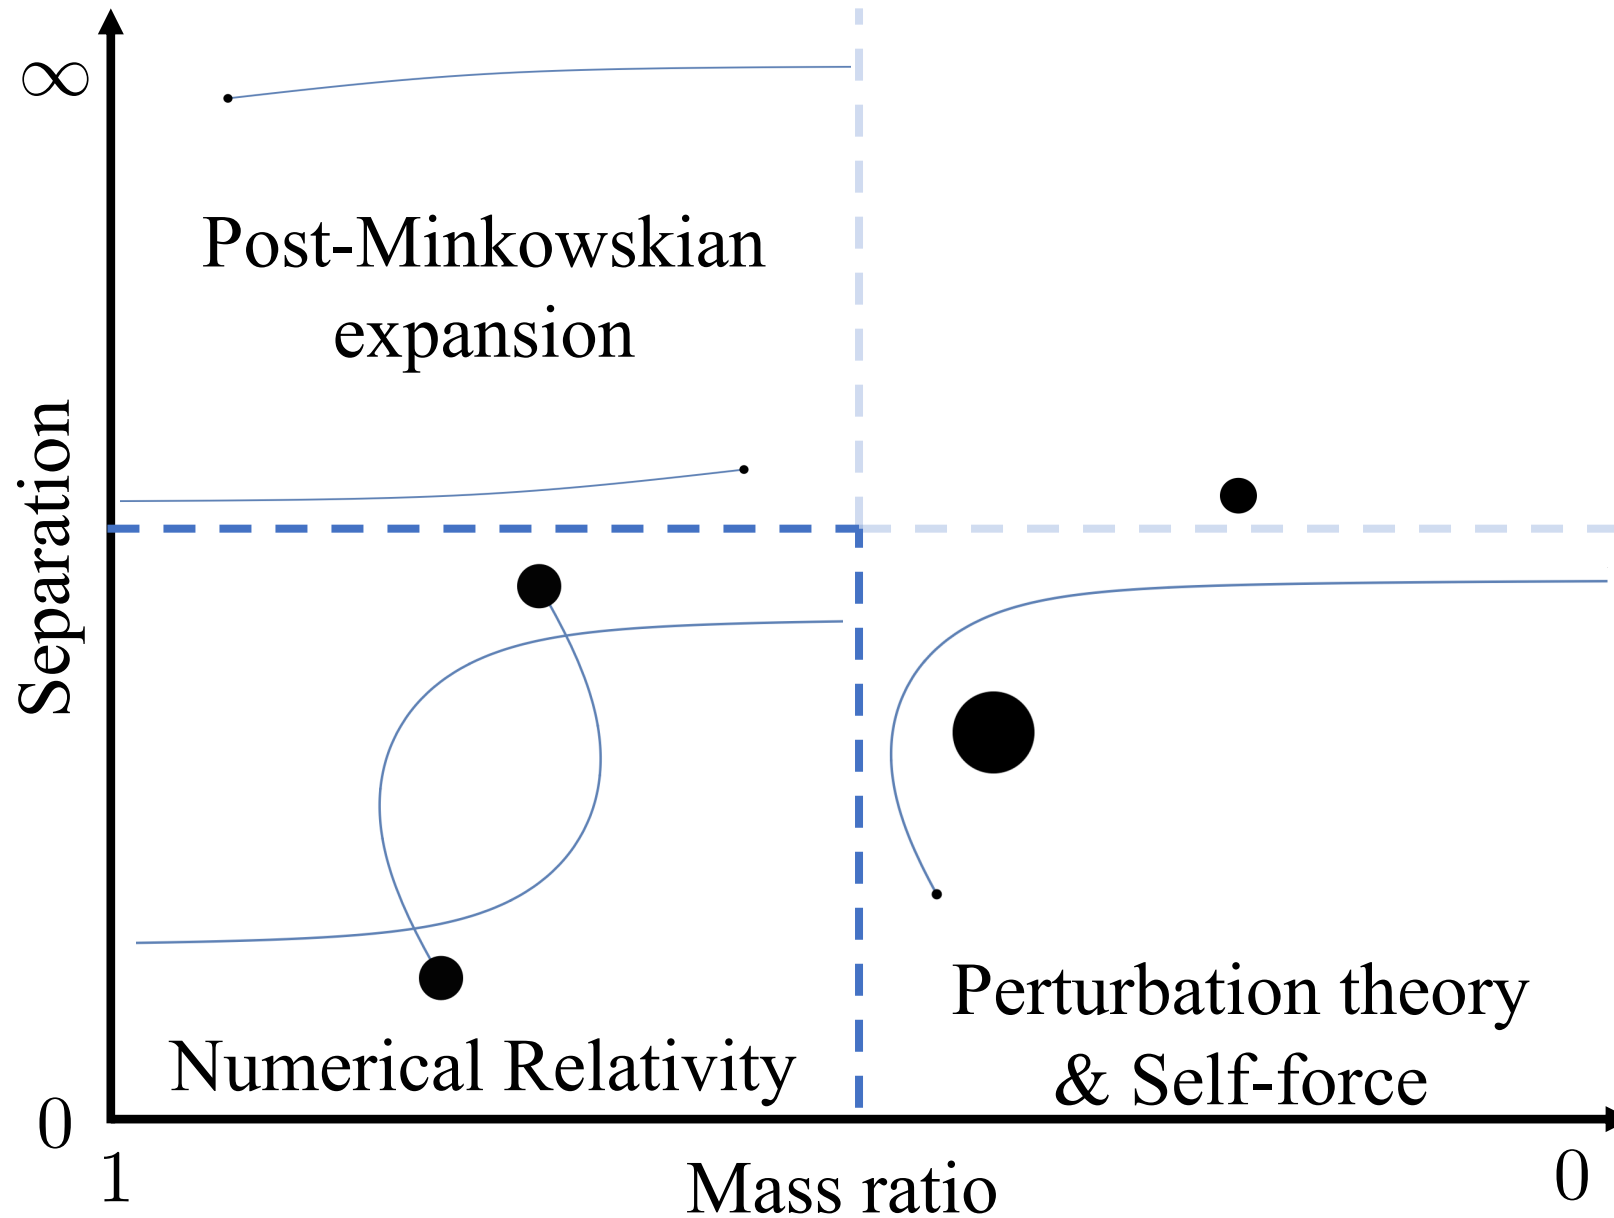 ∞
Post-Minkowskian
expansion
Separation
Numerical Relativity
Perturbation theory
& Self-force
0
1
Mass ratio
0